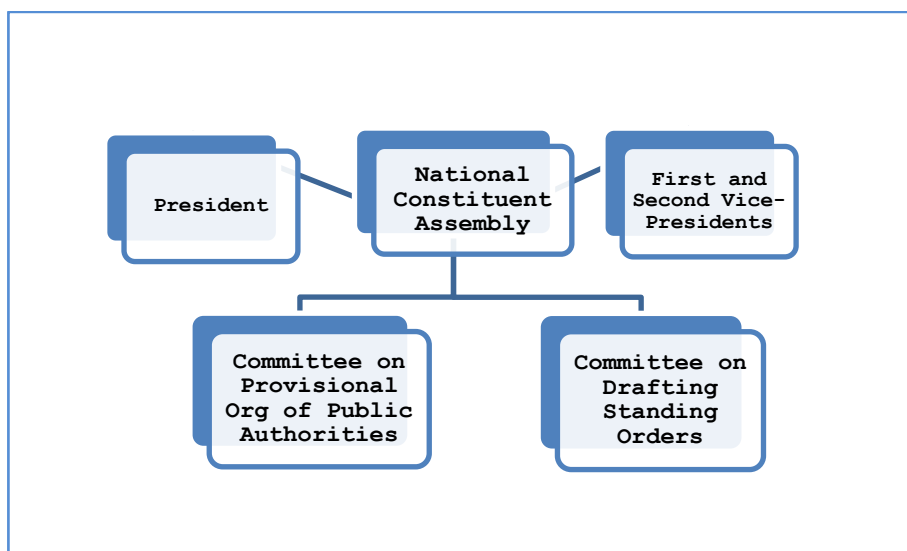 President
National
Constituent
Assembly
First and
Second Vice-
Presidents
Committee on
Provisional
Org of Public
Authorities
Committee on
Drafting
Standing
Orders